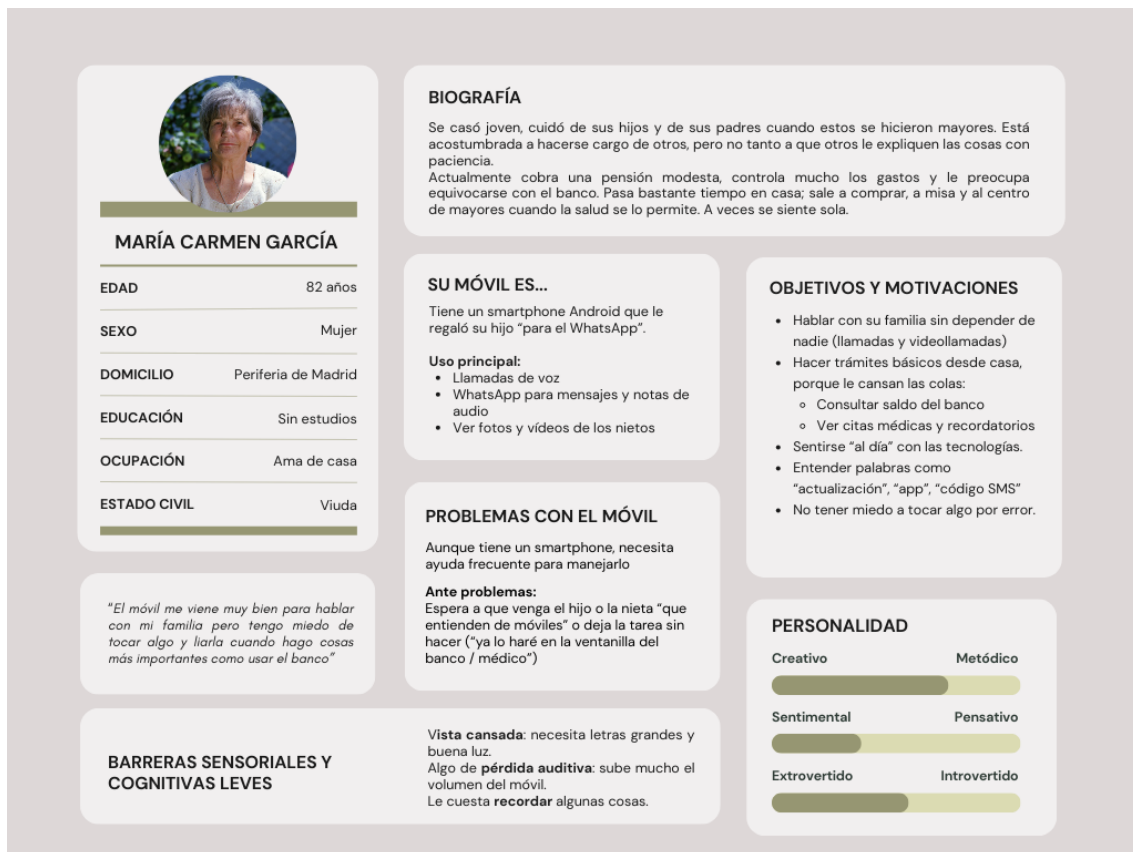 MARÍA CARMEN GARCÍA
EDAD 82 años
SEXO Mujer
DOMICILIO Periferia de Madrid
EDUCACIÓN Sin estudios
OCUPACIÓN Ama de casa
ESTADO CIVIL Viuda
“El móvil me viene muy bien para hablar
con mi familia pero tengo miedo de
tocar algo y liarla cuando hago cosas
más importantes como usar el banco”
BIOGRAFÍA
Se casó joven, cuidó de sus hijos y de sus padres cuando estos se hicieron mayores. Está
acostumbrada a hacerse cargo de otros, pero no tanto a que otros le expliquen las cosas con
paciencia.
Actualmente cobra una pensión modesta, controla mucho los gastos y le preocupa
equivocarse con el banco. Pasa bastante tiempo en casa; sale a comprar, a misa y al centro
de mayores cuando la salud se lo permite. A veces se siente sola.
SU MÓVIL ES...
Tiene un smartphone Android que le
regaló su hijo “para el WhatsApp”.
Uso principal:
• Llamadas de voz
• WhatsApp para mensajes y notas de
audio
• Ver fotos y vídeos de los nietos
PROBLEMAS CON EL MÓVIL
Aunque tiene un smartphone, necesita
ayuda frecuente para manejarlo
Ante problemas:
Espera a que venga el hijo o la nieta “que
entienden de móviles” o deja la tarea sin
hacer (“ya lo haré en la ventanilla del
banco / médico”)
OBJETIVOS Y MOTIVACIONES
• Hablar con su familia sin depender de
nadie (llamadas y videollamadas)
• Hacer trámites básicos desde casa,
porque le cansan las colas:
◦ Consultar saldo del banco
◦ Ver citas médicas y recordatorios
• Sentirse “al día” con las tecnologías.
• Entender palabras como
“actualización”, “app”, “código SMS”
• No tener miedo a tocar algo por error.
BARRERAS SENSORIALES Y
COGNITIVAS LEVES
Vista cansada: necesita letras grandes y
buena luz.
Algo de pérdida auditiva: sube mucho el
volumen del móvil.
Le cuesta recordar algunas cosas.
PERSONALIDAD
Creativo Metódico
Sentimental Pensativo
Extrovertido Introvertido